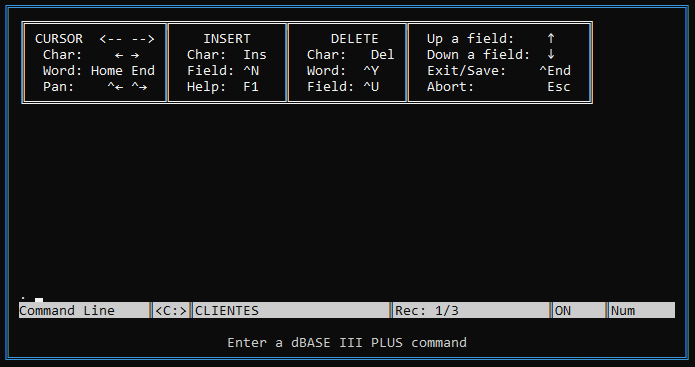 CURSOR <-- --> INSERT DELETE Up a field: ↑
Char: ← → Char: Ins Char: Del Down a field: ↓
Word: Home End Field: ^N Word: ^Y Exit/Save: ^End
Pan: ^← ^→ Help: F1 Field: ^U Abort: Esc
.
Command Line <C:> CLIENTES Rec: 1/3 ON Num
Enter a dBASE III PLUS command